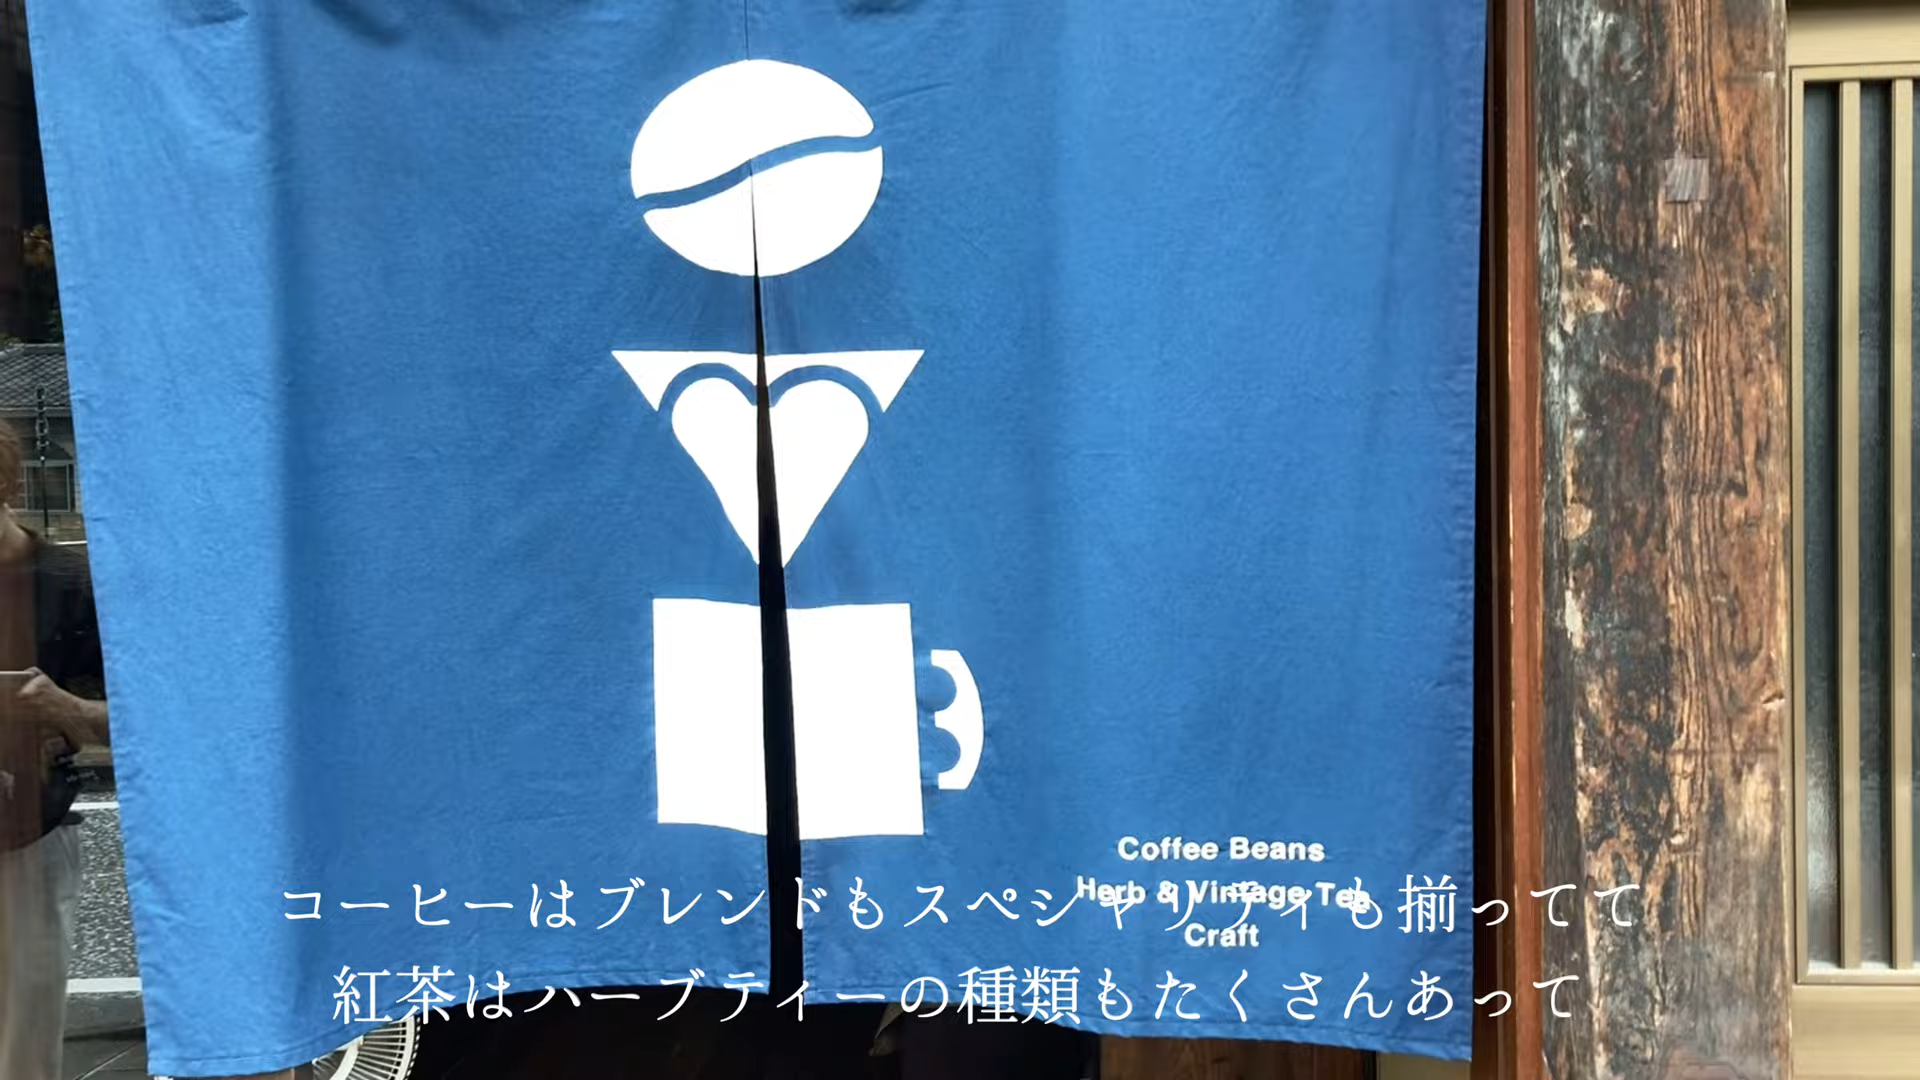 Coffee Beans
Herb & Vintage Tea
Craft
コーヒーはブレンドもスペシャリティも揃ってて
紅茶はハーブティーの種類もたくさんあって